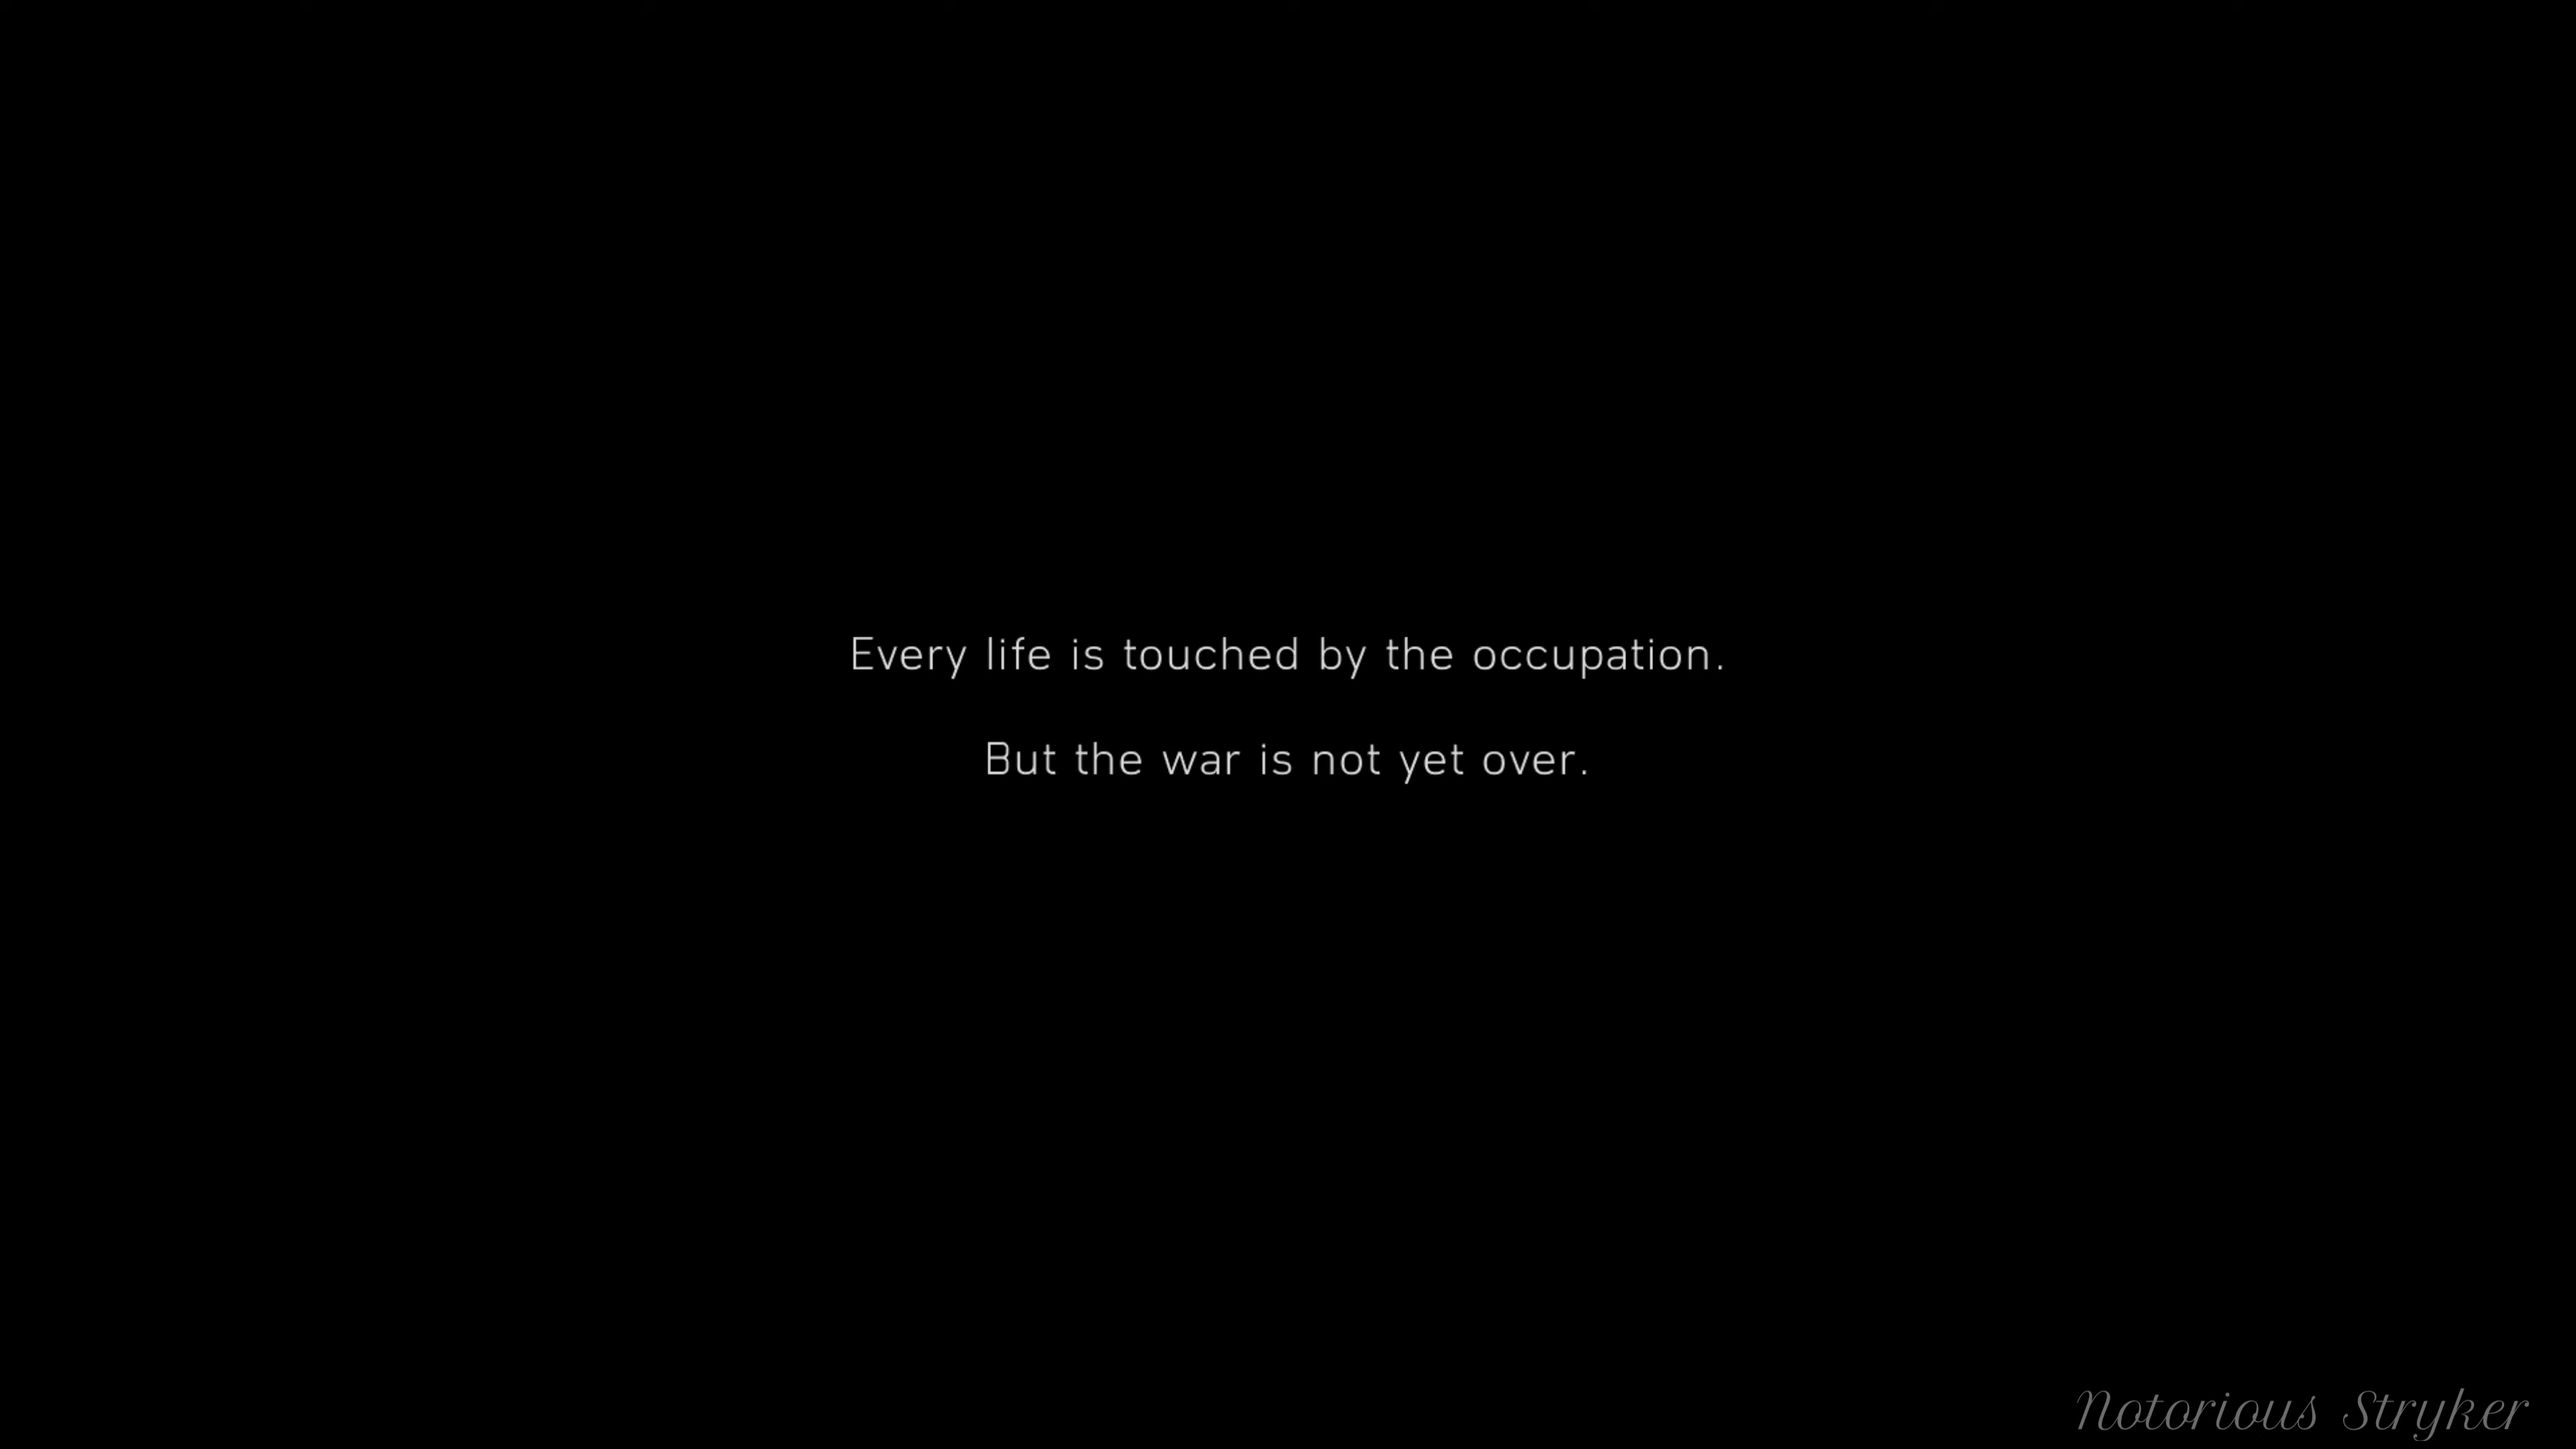 Every life is touched by the occupation.
But the war is not yet over.
Notorious Stryker